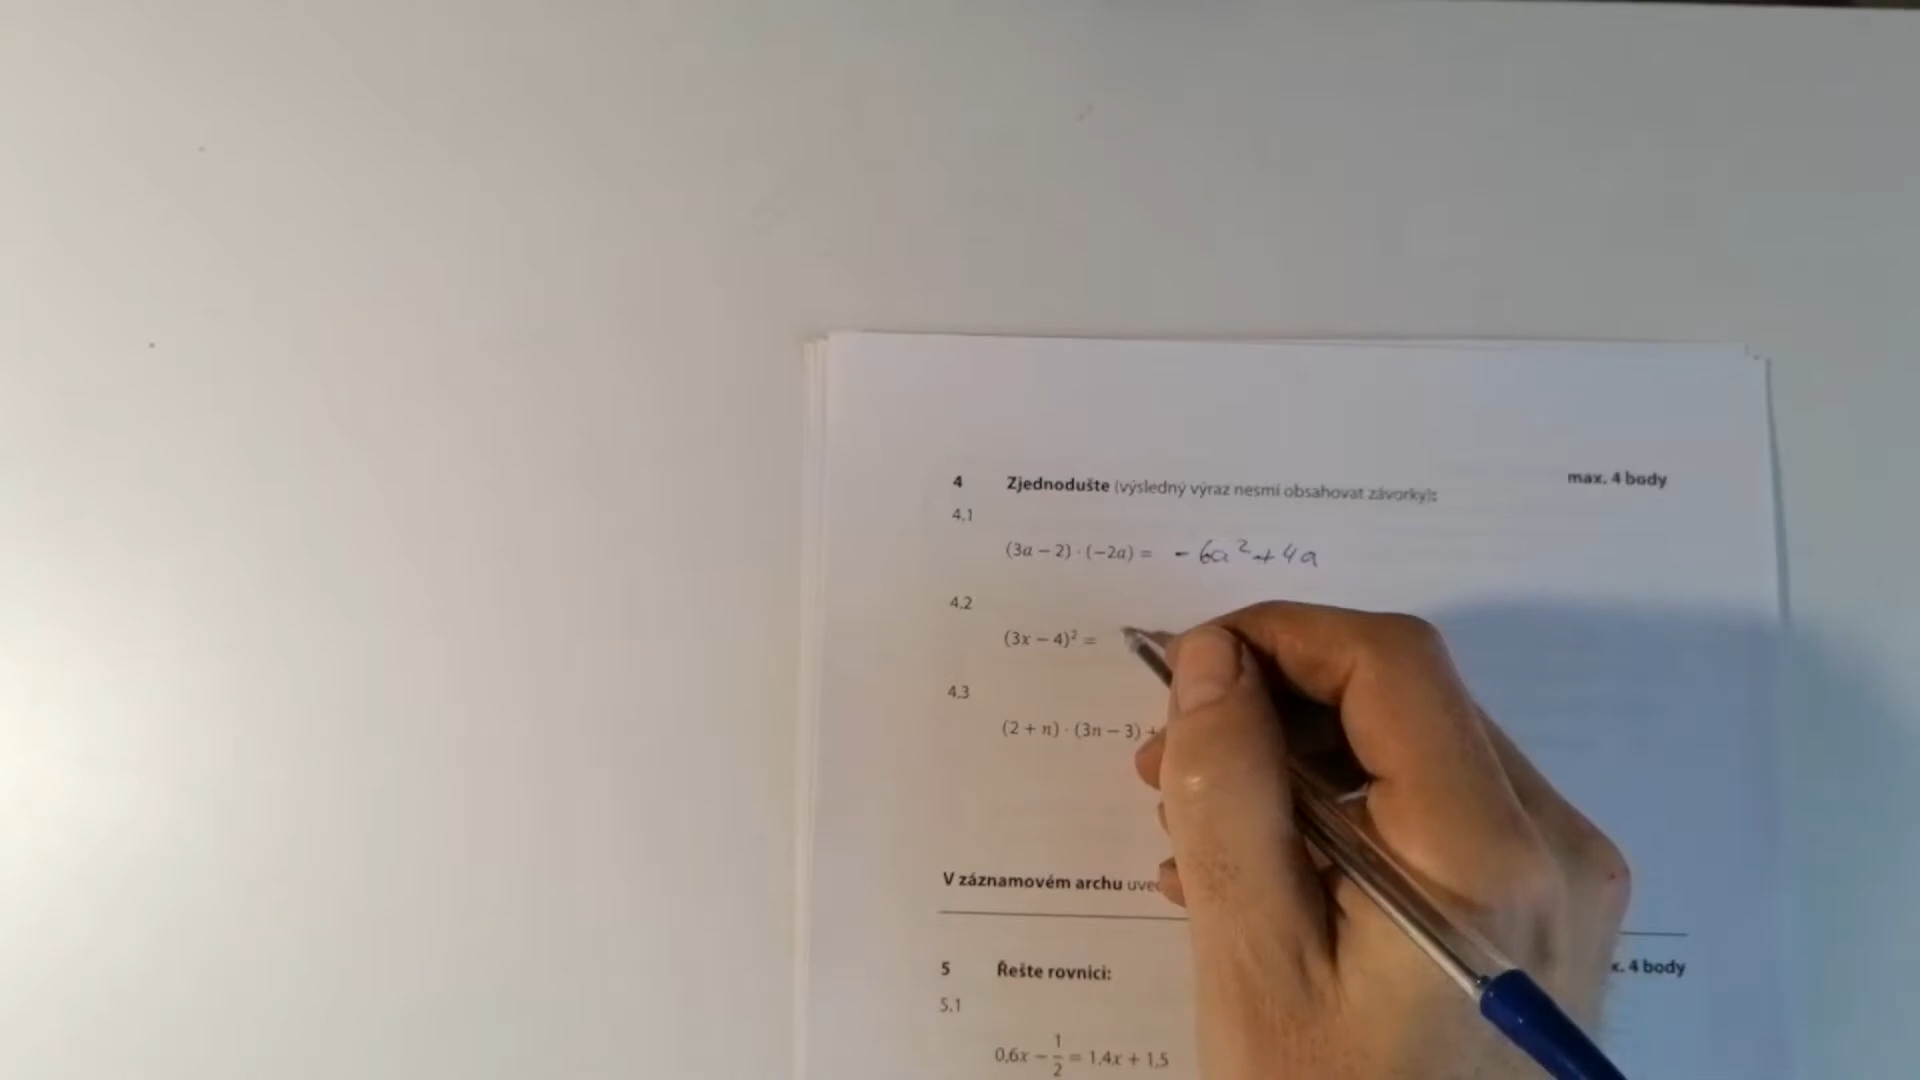 4 Zjednodušte (výsledný výraz nesmí obsahovat závorky): max. 4 body
4.1
(3a − 2) · (−2a) = - 6a² + 4a
4.2
(3x − 4)² =
4.3
(2 + n) · (3n − 3) +
V záznamovém archu
5 Řešte rovnici: 4 body
5.1
0,6x − 1/2 = 1,4x + 1,5